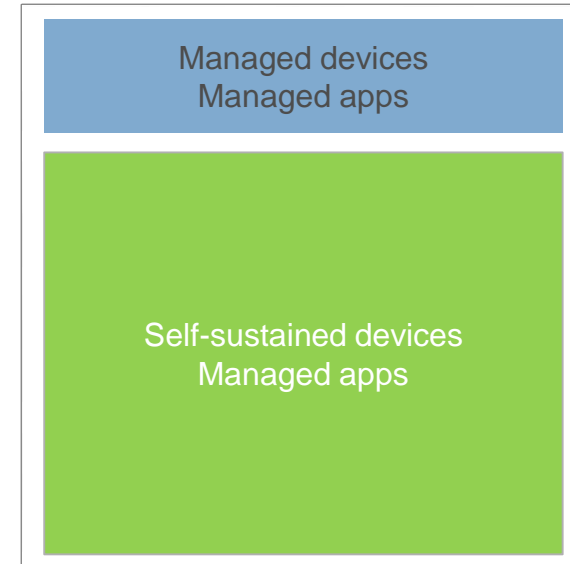 Managed devices
Managed apps
Self-sustained devices
Managed apps